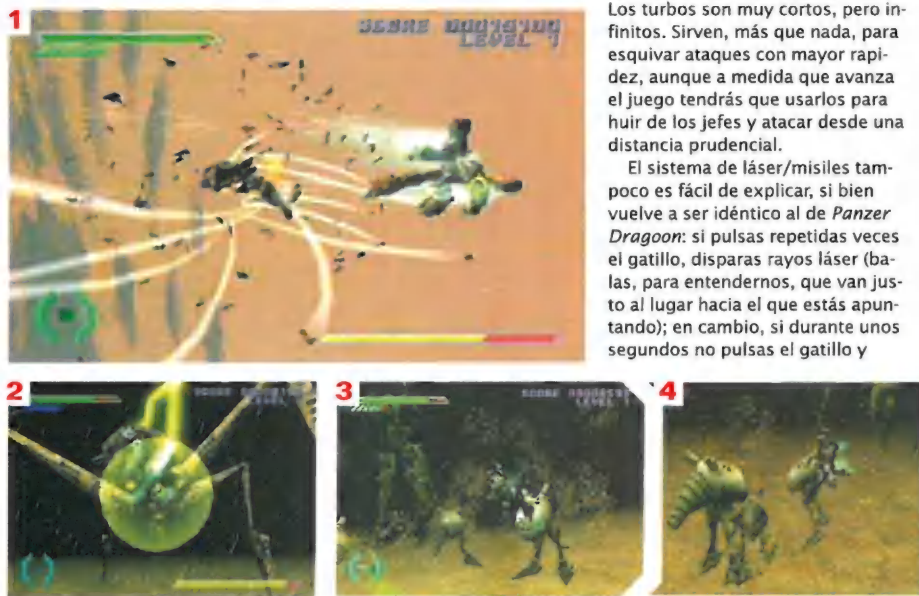 1
LEVEL 1
Los turbos son muy cortos, pero in-
finitos. Sirven, más que nada, para
esquivar ataques con mayor rapi-
dez, aunque a medida que avanza
el juego tendrás que usarlos para
huir de los jefes y atacar desde una
distancia prudencial.
El sistema de láser/misiles tam-
poco es fácil de explicar, si bien
vuelve a ser idéntico al de Panzer
Dragoon: si pulsas repetidas veces
el gatillo, disparas rayos láser (ba-
las, para entendernos, que van jus-
to al lugar hacia el que estás apun-
tando); en cambio, si durante unos
segundos no pulsas el gatillo y
2
SCORE
LEVEL
3
SCORE
LEVEL
4